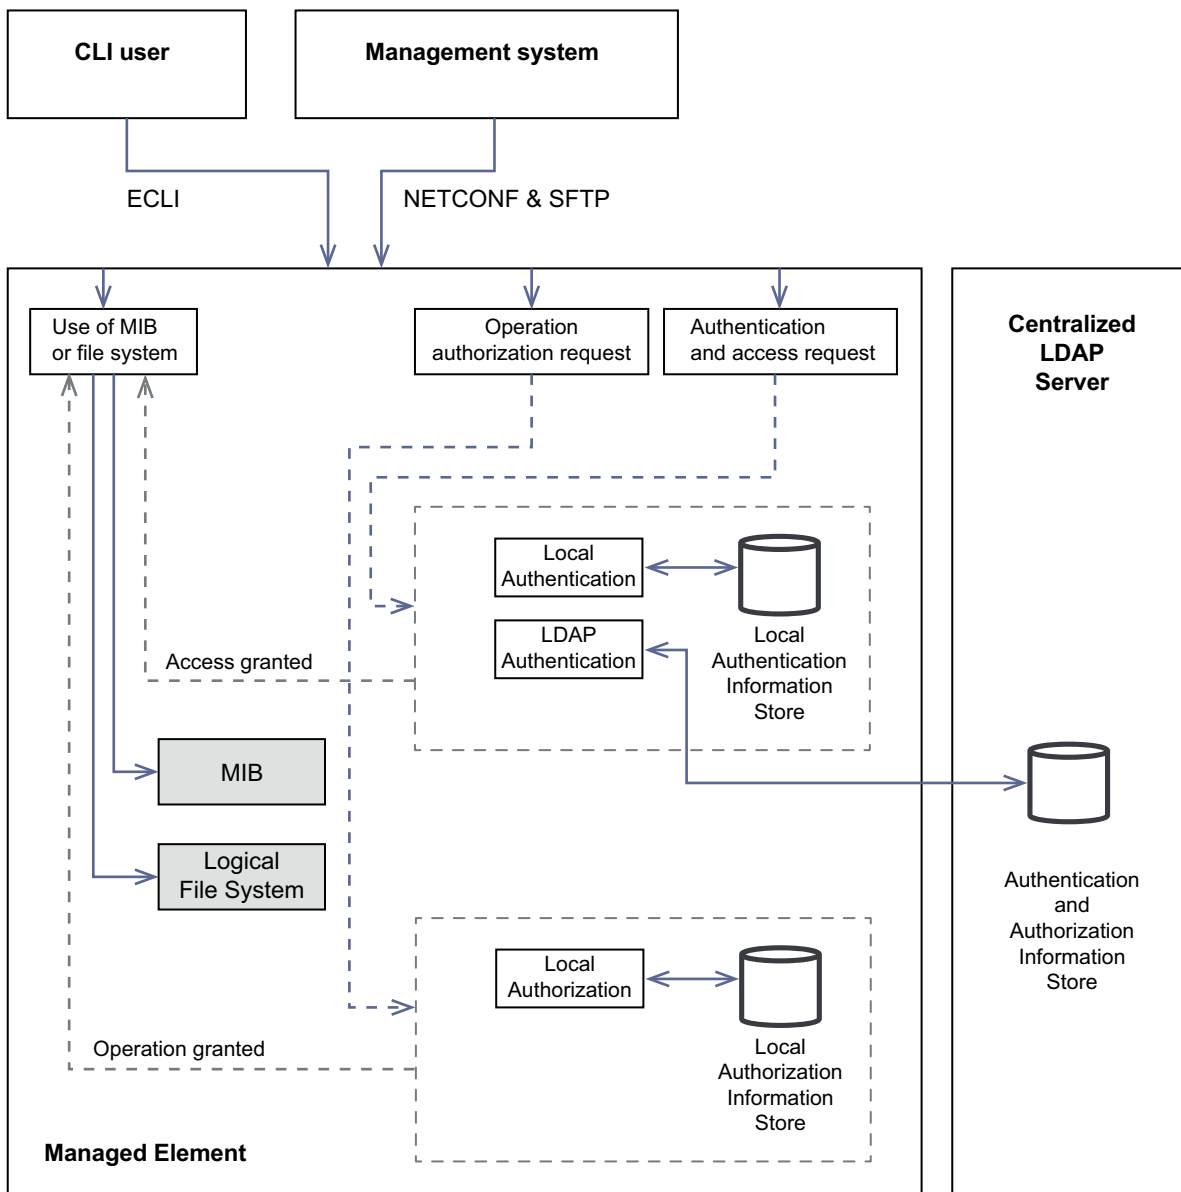 CLI user
Management system
ECLI
NETCONF & SFTP
Use of MIB
or file system
Operation
authorization request
Authentication
and access request
Centralized
LDAP
Server
Local
Authentication
LDAP
Authentication
Local
Authentication
Information
Store
Access granted
MIB
Logical
File System
Authentication
and
Authorization
Information
Store
Local
Authorization
Local
Authorization
Information
Store
Operation granted
Managed Element